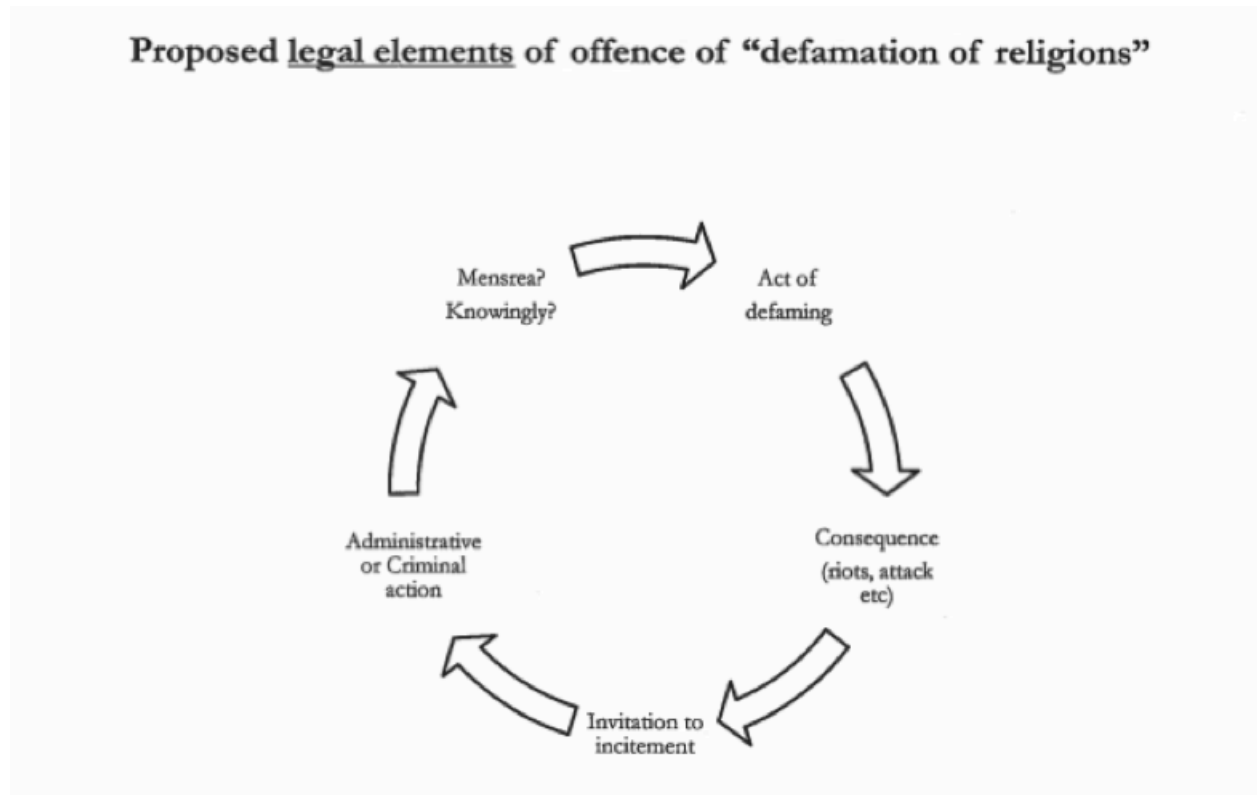 Proposed legal elements of offence of “defamation of religions”
Mensrea?
Knowingly?
Act of
defaming
Consequence
(riots, attack
etc)
Invitation to
incitement
Administrative
or Criminal
action